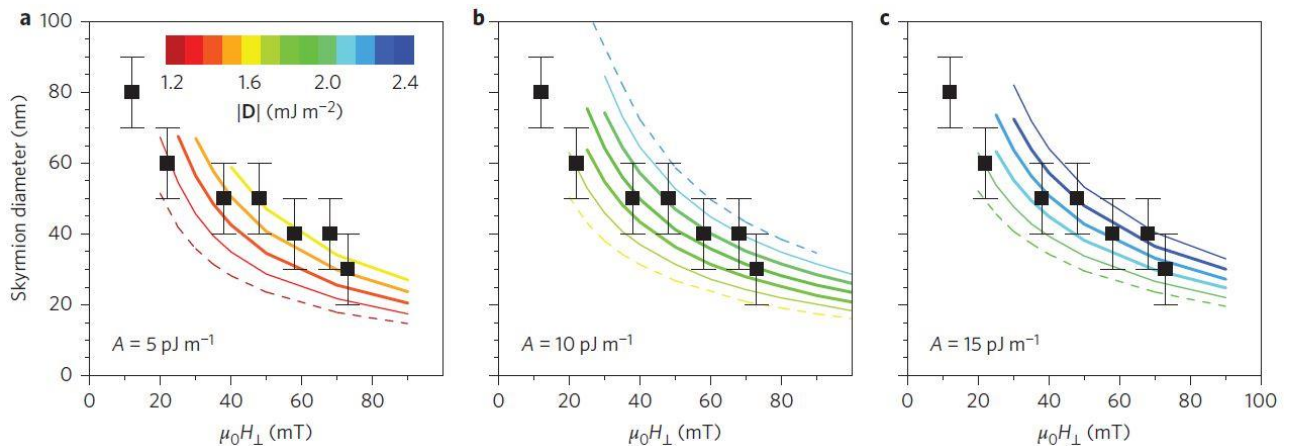 a
b
c
100
80
60
40
20
0
Skyrmion diameter (nm)
1.2 1.6 2.0 2.4
|D| (mJ m⁻²)
A = 5 pJ m⁻¹
A = 10 pJ m⁻¹
A = 15 pJ m⁻¹
0 20 40 60 80
0 20 40 60 80
0 20 40 60 80 100
μ₀H⊥ (mT)
μ₀H⊥ (mT)
μ₀H⊥ (mT)